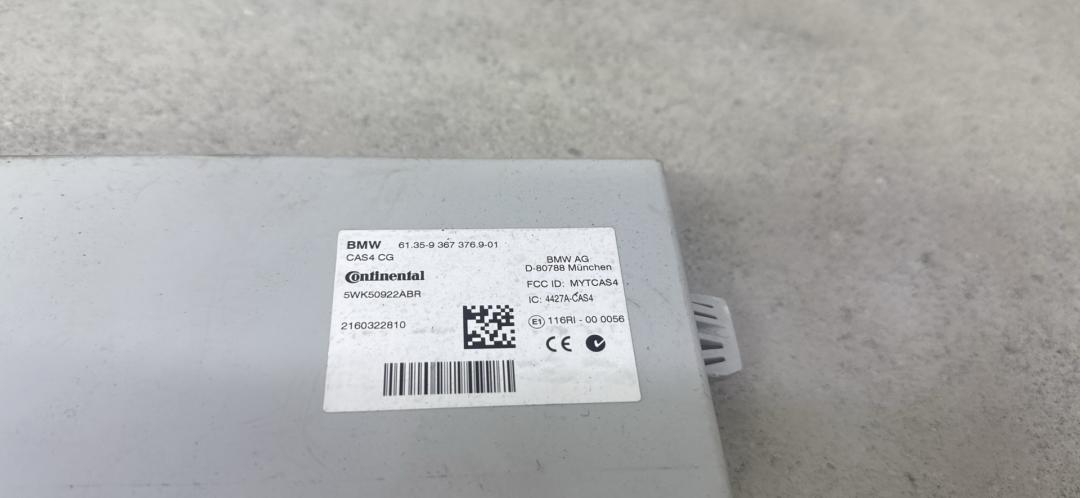 BMW 61.35-9 367 376.9-01
CAS4 CG
Continental
5WK50922ABR
2160322810
BMW AG
D-80788 München
FCC ID: MYTCAS4
IC: 4427A-CAS4
E1 116RI - 00 0056
CE